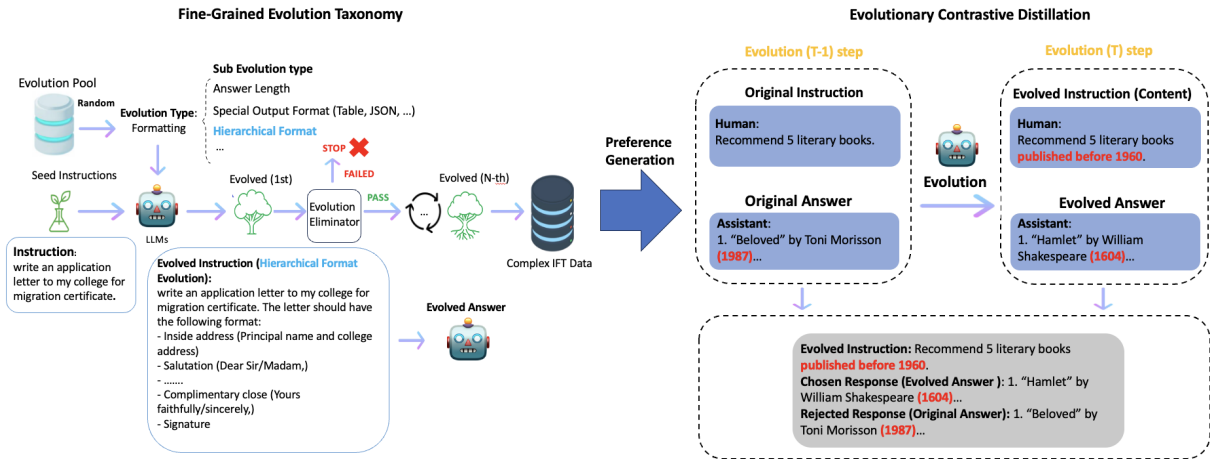 Fine-Grained Evolution Taxonomy
Evolution Pool
Random
Evolution Type:
Formatting
Sub Evolution type
Answer Length
Special Output Format (Table, JSON, ...)
Hierarchical Format
...
STOP
FAILED
Seed Instructions
LLMs
Evolved (1st)
Evolution
Eliminator
PASS
...
Evolved (N-th)
Complex IFT Data
Instruction:
write an application
letter to my college for
migration certificate.
Evolved Instruction (Hierarchical Format
Evolution):
write an application letter to my college for
migration certificate. The letter should have
the following format:
- Inside address (Principal name and college
address)
- Salutation (Dear Sir/Madam,)
- .......
- Complimentary close (Yours
faithfully/sincerely,)
- Signature
Evolved Answer
Preference
Generation
Evolutionary Contrastive Distillation
Evolution (T-1) step
Original Instruction
Human:
Recommend 5 literary books.
Original Answer
Assistant:
1. “Beloved” by Toni Morisson
(1987)...
Evolution
Evolution (T) step
Evolved Instruction (Content)
Human:
Recommend 5 literary books
published before 1960.
Evolved Answer
Assistant:
1. “Hamlet” by William
Shakespeare (1604)...
Evolved Instruction: Recommend 5 literary books
published before 1960.
Chosen Response (Evolved Answer ): 1. “Hamlet” by
William Shakespeare (1604)...
Rejected Response (Original Answer): 1. “Beloved” by
Toni Morisson (1987)...